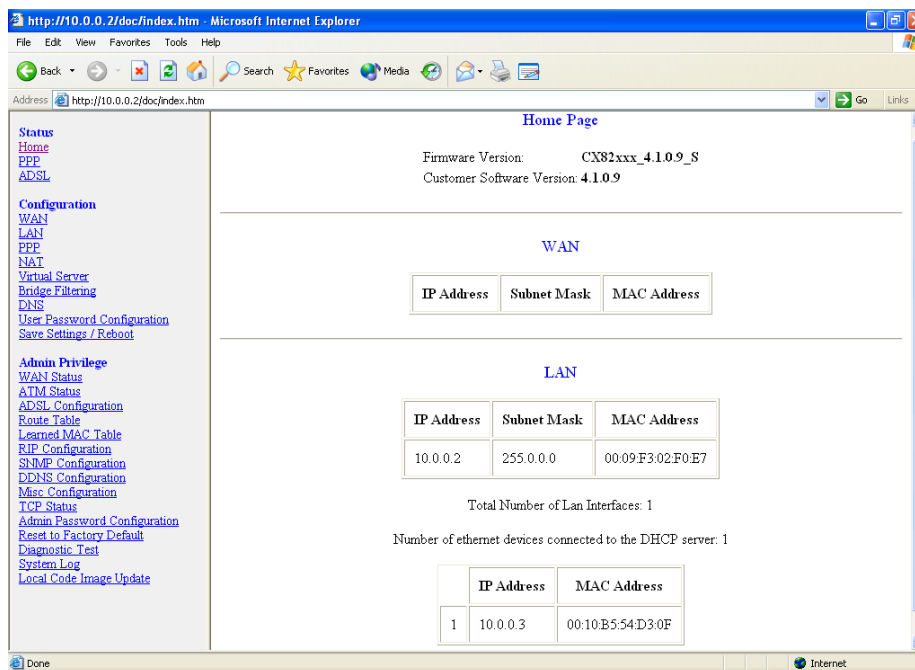 http://10.0.0.2/doc/index.htm - Microsoft Internet Explorer
File Edit View Favorites Tools Help
Back Search Favorites Media
Address http://10.0.0.2/doc/index.htm Go Links
Status
Home
PPP
ADSL
Configuration
WAN
LAN
PPP
NAT
Virtual Server
Bridge Filtering
DNS
User Password Configuration
Save Settings / Reboot
Admin Privilege
WAN Status
ATM Status
ADSL Configuration
Route Table
Learned MAC Table
RIP Configuration
SNMP Configuration
DDNS Configuration
Misc Configuration
TCP Status
Admin Password Configuration
Reset to Factory Default
Diagnostic Test
System Log
Local Code Image Update
Home Page
Firmware Version: CX82xxx_4.1.0.9_S
Customer Software Version: 4.1.0.9
WAN
IP Address Subnet Mask MAC Address
LAN
IP Address Subnet Mask MAC Address
10.0.0.2 255.0.0.0 00:09:F3:02:F0:E7
Total Number of Lan Interfaces: 1
Number of ethernet devices connected to the DHCP server: 1
IP Address MAC Address
1 10.0.0.3 00:10:B5:54:D3:0F
Done Internet